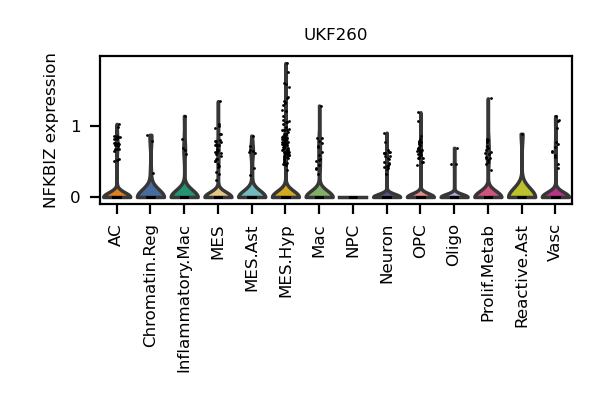 UKF260
NFKBIZ expression
1
0
AC
Chromatin.Reg
Inflammatory.Mac
MES
MES.Ast
MES.Hyp
Mac
NPC
Neuron
OPC
Oligo
Prolif.Metab
Reactive.Ast
Vasc